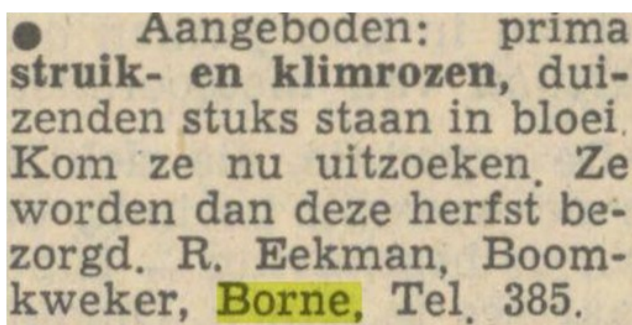 ● Aangeboden: prima
struik- en klimrozen, dui-
zenden stuks staan in bloei.
Kom ze nu uitzoeken. Ze
worden dan deze herfst be-
zorgd. R. Eekman, Boom-
kweker, Borne, Tel. 385.